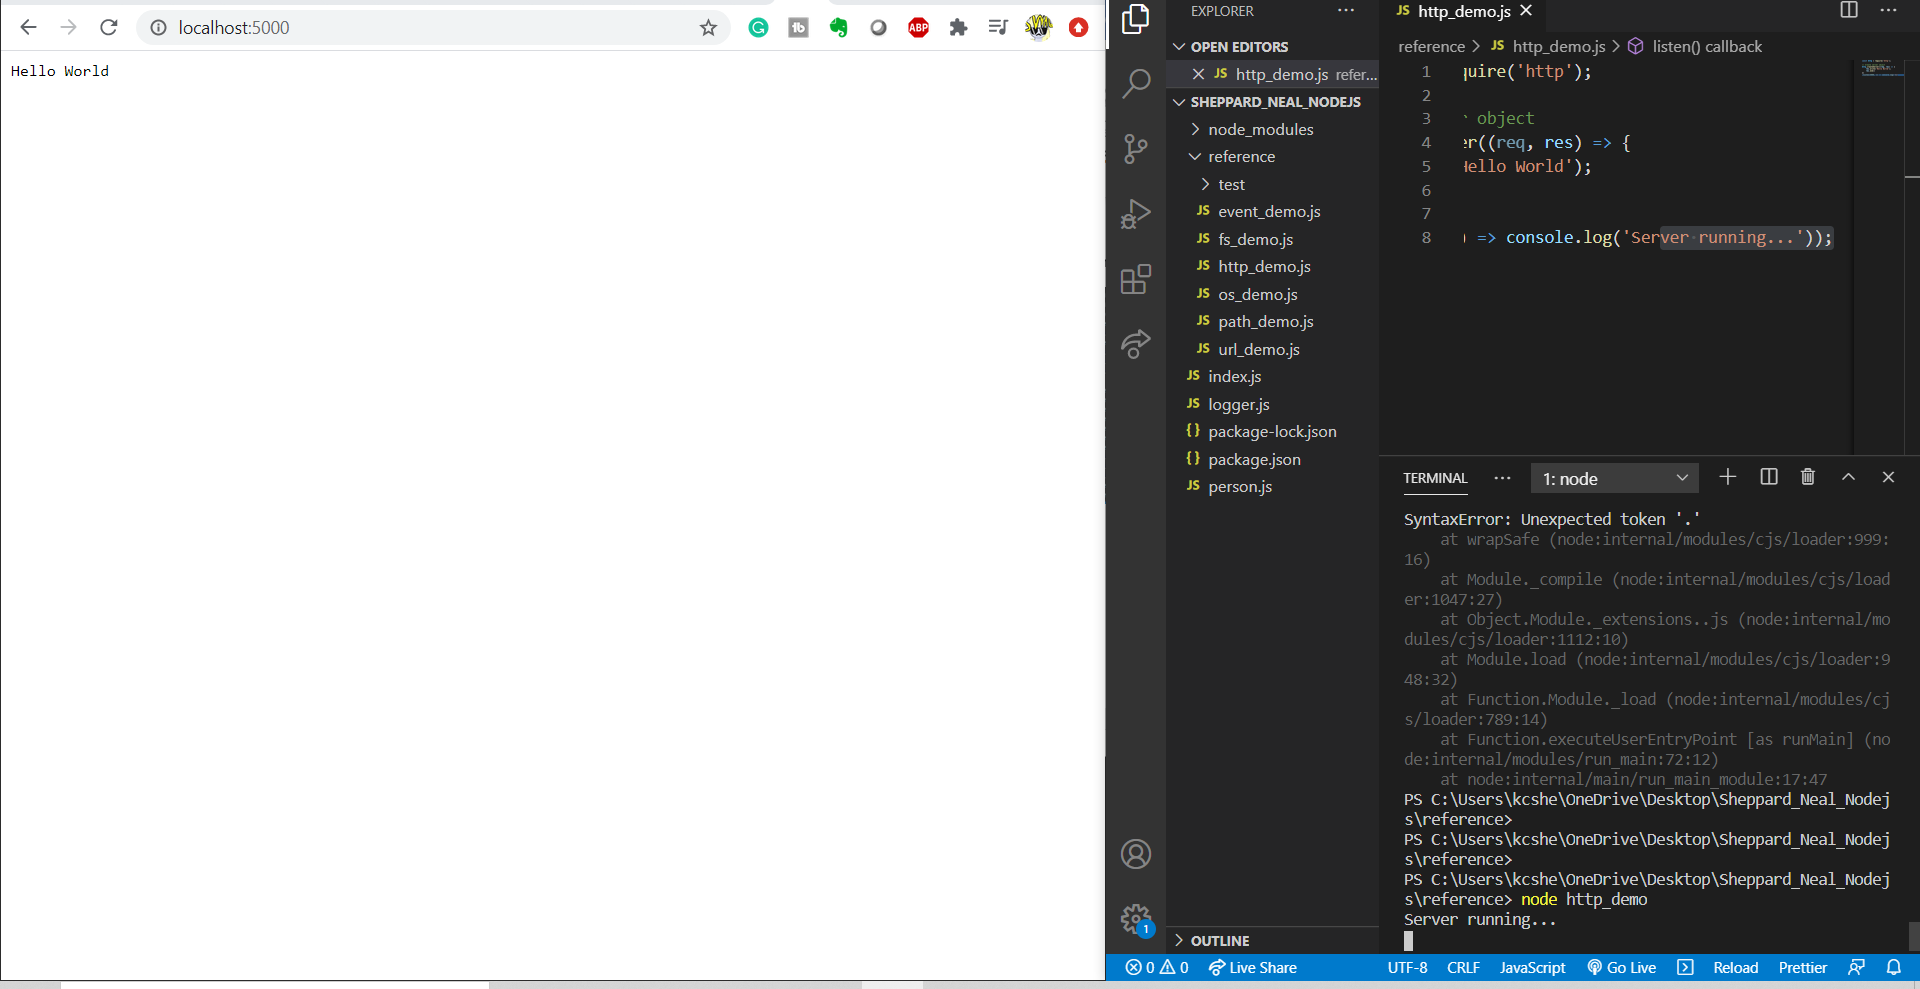 localhost:5000
ABP
Hello World
EXPLORER
OPEN EDITORS
JS http_demo.js refer...
SHEPPARD_NEAL_NODEJS
node_modules
reference
test
JS event_demo.js
JS fs_demo.js
JS http_demo.js
JS os_demo.js
JS path_demo.js
JS url_demo.js
JS index.js
JS logger.js
{} package-lock.json
{} package.json
JS person.js
OUTLINE
1
JS http_demo.js
reference > JS http_demo.js > listen() callback
1 quire('http');
2
3 object
4 er((req, res) => {
5 Hello World');
6
7
8 ) => console.log('Server running...'));
TERMINAL ... 1: node
SyntaxError: Unexpected token '.'
at wrapSafe (node:internal/modules/cjs/loader:999:
16)
at Module._compile (node:internal/modules/cjs/load
er:1047:27)
at Object.Module._extensions..js (node:internal/mo
dules/cjs/loader:1112:10)
at Module.load (node:internal/modules/cjs/loader:9
48:32)
at Function.Module._load (node:internal/modules/cj
s/loader:789:14)
at Function.executeUserEntryPoint [as runMain] (no
de:internal/modules/run_main:72:12)
at node:internal/main/run_main_module:17:47
PS C:\Users\kcshe\OneDrive\Desktop\Sheppard_Neal_Nodej
s\reference>
PS C:\Users\kcshe\OneDrive\Desktop\Sheppard_Neal_Nodej
s\reference>
PS C:\Users\kcshe\OneDrive\Desktop\Sheppard_Neal_Nodej
s\reference> node http_demo
Server running...
0 0 Live Share UTF-8 CRLF JavaScript Go Live Reload Prettier